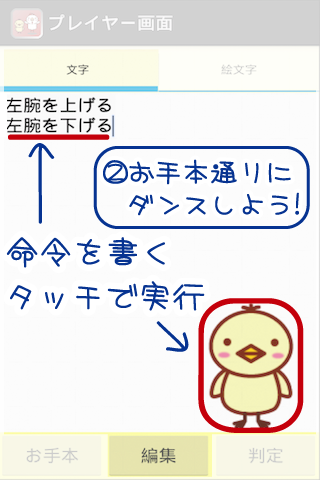 プレイヤー画面
文字
絵文字
左腕を上げる
左腕を下げる
②お手本通りに
ダンスしよう!
命令を書く
タッチで実行
お手本
編集
判定